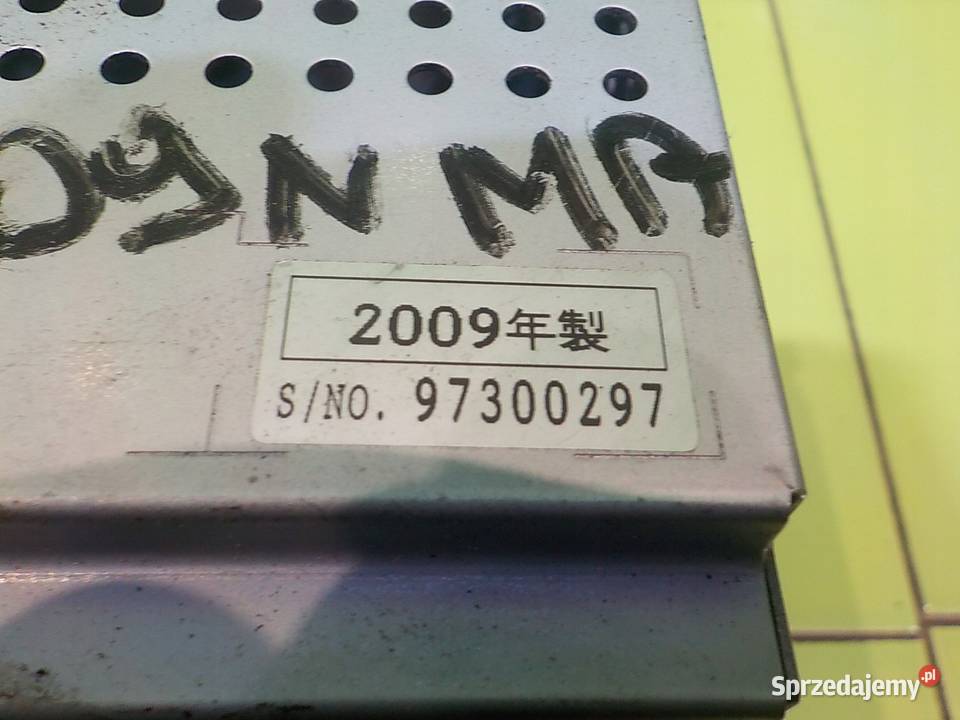 09N MA
2009年製
S/NO. 97300297
Sprzedajemy.pl